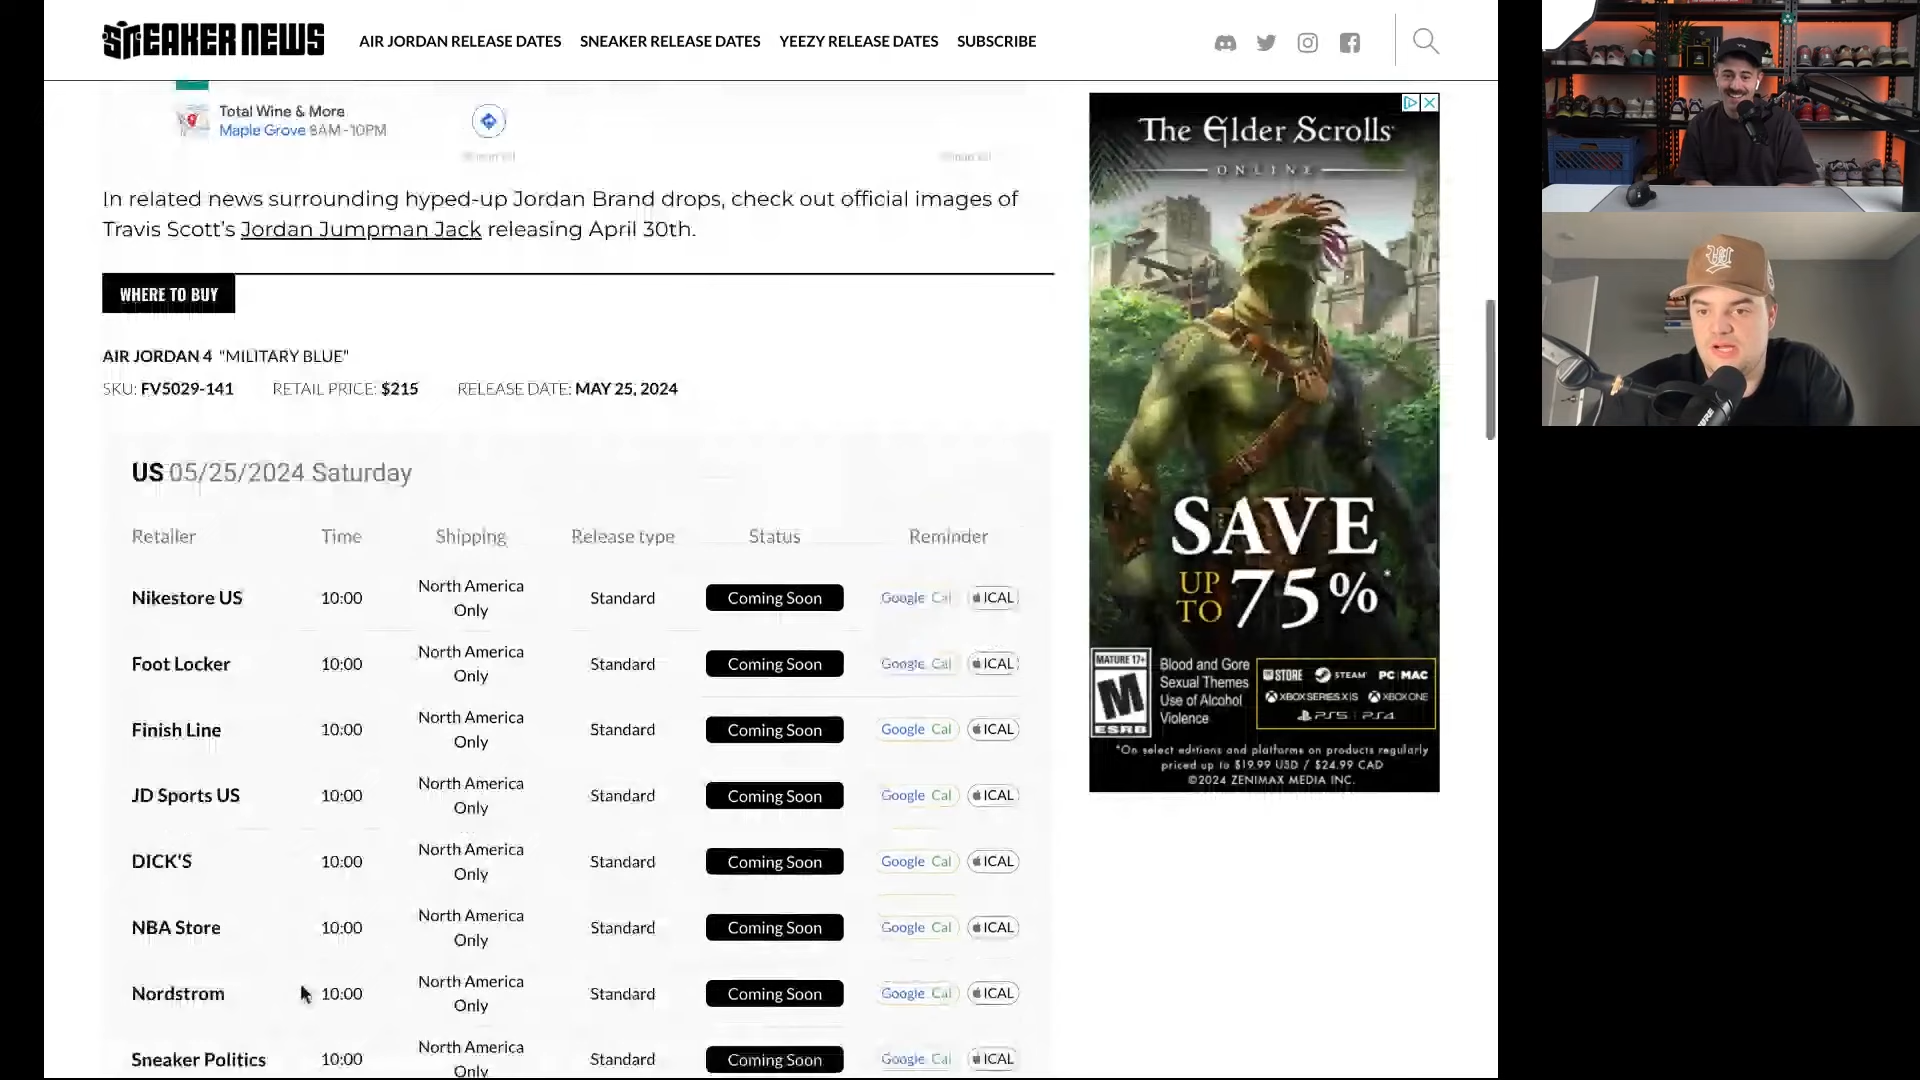 SNEAKER NEWS
AIR JORDAN RELEASE DATES SNEAKER RELEASE DATES YEEZY RELEASE DATES SUBSCRIBE
Total Wine & More
Maple Grove 8AM-10PM
In related news surrounding hyped-up Jordan Brand drops, check out official images of
Travis Scott's Jordan Jumpman Jack releasing April 30th.
WHERE TO BUY
AIR JORDAN 4 "MILITARY BLUE"
SKU: FV5029-141 RETAIL PRICE: $215 RELEASE DATE: MAY 25, 2024
US 05/25/2024 Saturday
Retailer Time Shipping Release type Status Reminder
Nikestore US 10:00 North America Only Standard Coming Soon Google Cal ICAL
Foot Locker 10:00 North America Only Standard Coming Soon Google Cal ICAL
Finish Line 10:00 North America Only Standard Coming Soon Google Cal ICAL
JD Sports US 10:00 North America Only Standard Coming Soon Google Cal ICAL
DICK'S 10:00 North America Only Standard Coming Soon Google Cal ICAL
NBA Store 10:00 North America Only Standard Coming Soon Google Cal ICAL
Nordstrom 10:00 North America Only Standard Coming Soon Google Cal ICAL
Sneaker Politics 10:00 North America Only Standard Coming Soon Google Cal ICAL
The Elder Scrolls
ONLINE
SAVE
UP TO 75%*
MATURE 17+
M
ESRB
Blood and Gore
Sexual Themes
Use of Alcohol
Violence
STORE STEAM PC MAC
XBOX SERIES X|S XBOX ONE
PS5 PS4
*On select editions and platforms on products regularly
priced up to $19.99 USD / $24.99 CAD
©2024 ZENIMAX MEDIA INC.